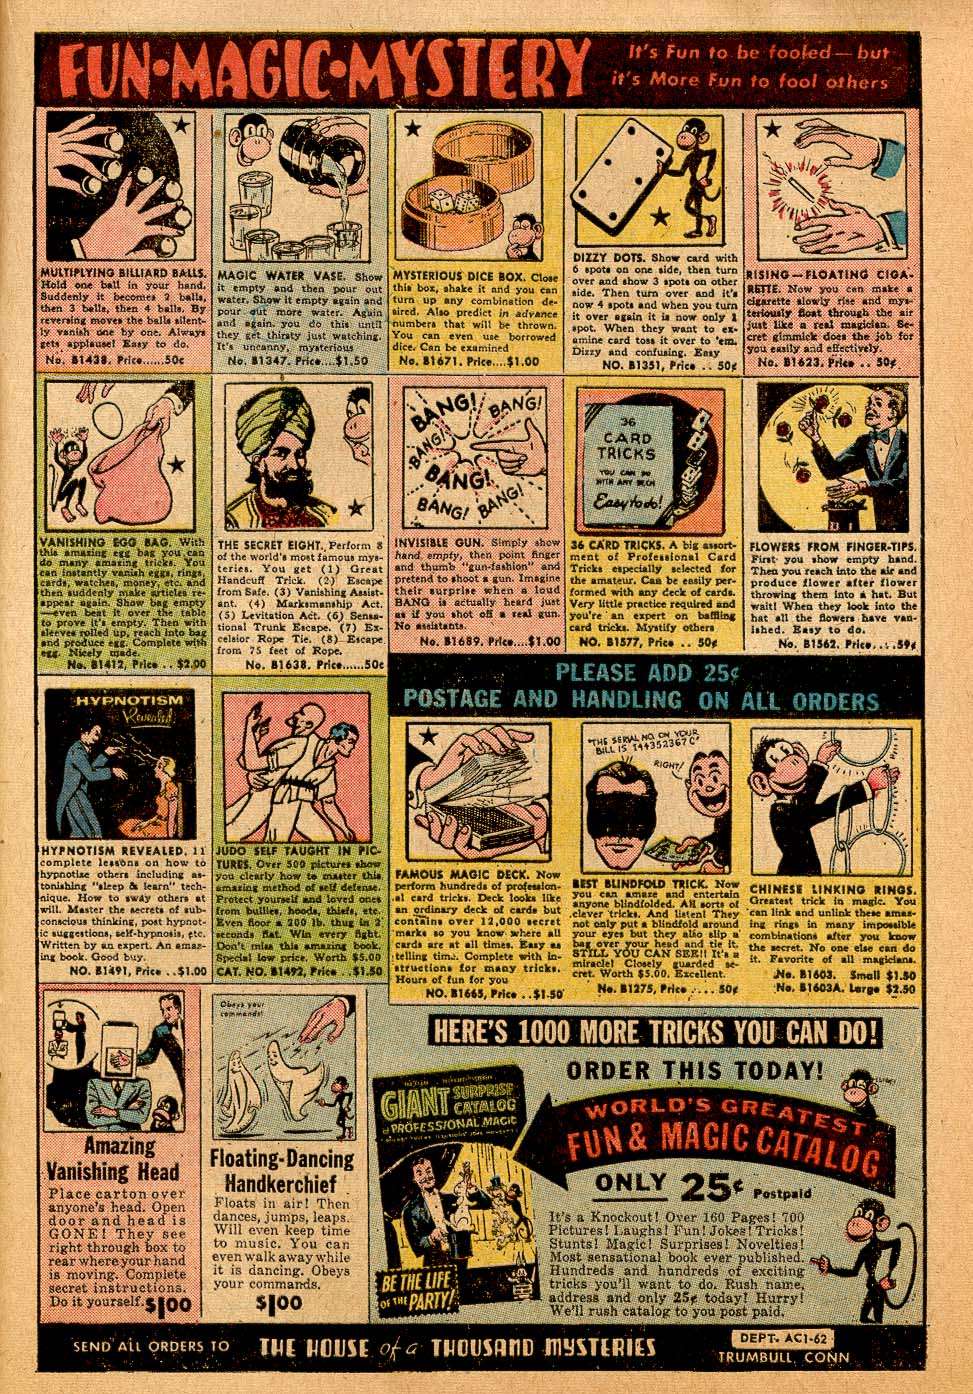 FUN•MAGIC•MYSTERY
It's Fun to be fooled—but
it's More Fun to fool others
MULTIPLYING BILLIARD BALLS.
Hold one ball in your hand.
Suddenly it becomes 2 balls,
then 3 balls, then 4 balls. By
reversing moves the balls silent-
ly vanish one by one. Always
gets applause! Easy to do.
No. B1438. Price.....50¢
MAGIC WATER VASE. Show
it empty and then pour out
water. Show it empty again and
pour out more water. Again
and again. you do this until
they get thirsty just watching.
It's uncanny, mysterious
No. B1347. Price....$1.50
MYSTERIOUS DICE BOX. Close
this box, shake it and you can
turn up any combination de-
sired. Also predict in advance
numbers that will be thrown.
You can even use borrowed
dice. Can be examined
No. B1671. Price....$1.00
DIZZY DOTS. Show card with
6 spots on one side, then turn
over and show 3 spots on other
side. Then turn over and it's
now 4 spots and when you turn
it over again it is now only 1
spot. When they want to ex-
amine card toss it over to 'em.
Dizzy and confusing. Easy
NO. B1351, Price .. 50¢
RISING—FLOATING CIGA-
RETTE. Now you can make a
cigarette slowly rise and mys-
teriously float through the air
just like a real magician. Se-
cret gimmick does the job for
you easily and effectively.
No. B1623. Price .. 50¢
VANISHING EGG BAG. With
this amazing egg bag you can
do many amazing tricks. You
can instantly vanish eggs, rings,
cards, watches, money, etc. and
then suddenly make articles re-
appear again. Show bag empty
—even beat it over the table
to prove it's empty. Then with
sleeves rolled up, reach into bag
and produce egg. Complete with
egg. Nicely made.
No. B1412, Price .. $2.00
THE SECRET EIGHT. Perform 8
of the world's most famous mys-
teries. You get (1) Great
Handcuff Trick. (2) Escape
from Safe. (3) Vanishing Assist-
ant. (4) Marksmanship Act.
(5) Levitation Act. (6) Sensa-
tional Trunk Escape. (7) Ex-
celsior Rope Tie. (8) Escape
from 75 feet of Rope.
No. B1638. Price......50¢
BANG!
BANG!
BANG!
BANG!
BANG!
BANG!
INVISIBLE GUN. Simply show
hand empty, then point finger
and thumb "gun-fashion" and
pretend to shoot a gun. Imagine
their surprise when a loud
BANG is actually heard just
as if you shot off a real gun.
No assistants.
No. B1689. Price....$1.00
36
CARD
TRICKS
YOU CAN DO
WITH ANY DECK
Easy to do!
36 CARD TRICKS. A big assort-
ment of Professional Card
Tricks especially selected for
the amateur. Can be easily per-
formed with any deck of cards.
Very little practice required and
you're an expert on baffling
card tricks. Mystify others
NO. B1577, Price .. 50¢
FLOWERS FROM FINGER-TIPS.
First you show empty hand.
Then you reach into the air and
produce flower after flower
throwing them into a hat. But
wait! When they look into the
hat all the flowers have van-
ished. Easy to do.
No. B1562. Price....59¢
PLEASE ADD 25¢
POSTAGE AND HANDLING ON ALL ORDERS
HYPNOTISM
Revealed
HYPNOTISM REVEALED. 11
complete lessons on how to
hypnotise others including as-
tonishing "sleep & learn" tech-
nique. How to sway others at
will. Master the secrets of sub-
conscious thinking, post hypnot-
ic suggestions, self-hypnosis, etc.
Written by an expert. An amaz-
ing book. Good buy.
NO. B1491, Price ..$1.00
JUDO SELF TAUGHT IN PIC-
TURES. Over 500 pictures show
you clearly how to master this
amazing method of self defense.
Protect yourself and loved ones
from bullies, hoods, thiefs, etc.
Even floor a 200 lb. thug in 2
seconds flat. Win every fight.
Don't miss this amazing book.
Special low price. Worth $5.00
CAT. NO. B1492, Price ..$1.50
FAMOUS MAGIC DECK. Now
perform hundreds of profession-
al card tricks. Deck looks like
an ordinary deck of cards but
contains over 12,000 secret
marks so you know where all
cards are at all times. Easy as
telling time. Complete with in-
structions for many tricks.
Hours of fun for you
NO. B1665, Price ..$1.50
"THE SERIAL NO. ON YOUR
BILL IS 144352367C"
RIGHT!
BEST BLINDFOLD TRICK. Now
you can amaze and entertain
anyone blindfolded. All sorts of
clever tricks. And listen! They
not only put a blindfold around
your eyes but they also slip a
bag over your head and tie it.
STILL YOU CAN SEE!! It's a
miracle! Closely guarded se-
cret. Worth $5.00. Excellent.
No. B1275, Price .... 50¢
CHINESE LINKING RINGS.
Greatest trick in magic. You
can link and unlink these amaz-
ing rings in many impossible
combinations after you know
the secret. No one else can do
it. Favorite of all magicians.
No. B1603. Small $1.50
No. B1603A. Large $2.50
Amazing
Vanishing Head
Place carton over
anyone's head. Open
door and head is
GONE! They see
right through box to
rear where your hand
is moving. Complete
secret instructions.
Do it yourself. $1.00
Obeys your
commands!
Floating-Dancing
Handkerchief
Floats in air! Then
dances, jumps, leaps.
Will even keep time
to music. You can
even walk away while
it is dancing. Obeys
your commands.
$1.00
HERE'S 1000 MORE TRICKS YOU CAN DO!
ORDER THIS TODAY!
GIANT SURPRISE
CATALOG
of PROFESSIONAL MAGIC
BE THE LIFE
OF THE PARTY!
WORLD'S GREATEST
FUN & MAGIC CATALOG
ONLY 25¢ Postpaid
It's a Knockout! Over 160 Pages! 700
Pictures! Laughs! Fun! Jokes! Tricks!
Stunts! Magic! Surprises! Novelties!
Most sensational book ever published.
Hundreds and hundreds of exciting
tricks you'll want to do. Rush name,
address and only 25¢ today! Hurry!
We'll rush catalog to you post paid.
SEND ALL ORDERS TO THE HOUSE of a THOUSAND MYSTERIES
DEPT. AC1-62
TRUMBULL, CONN